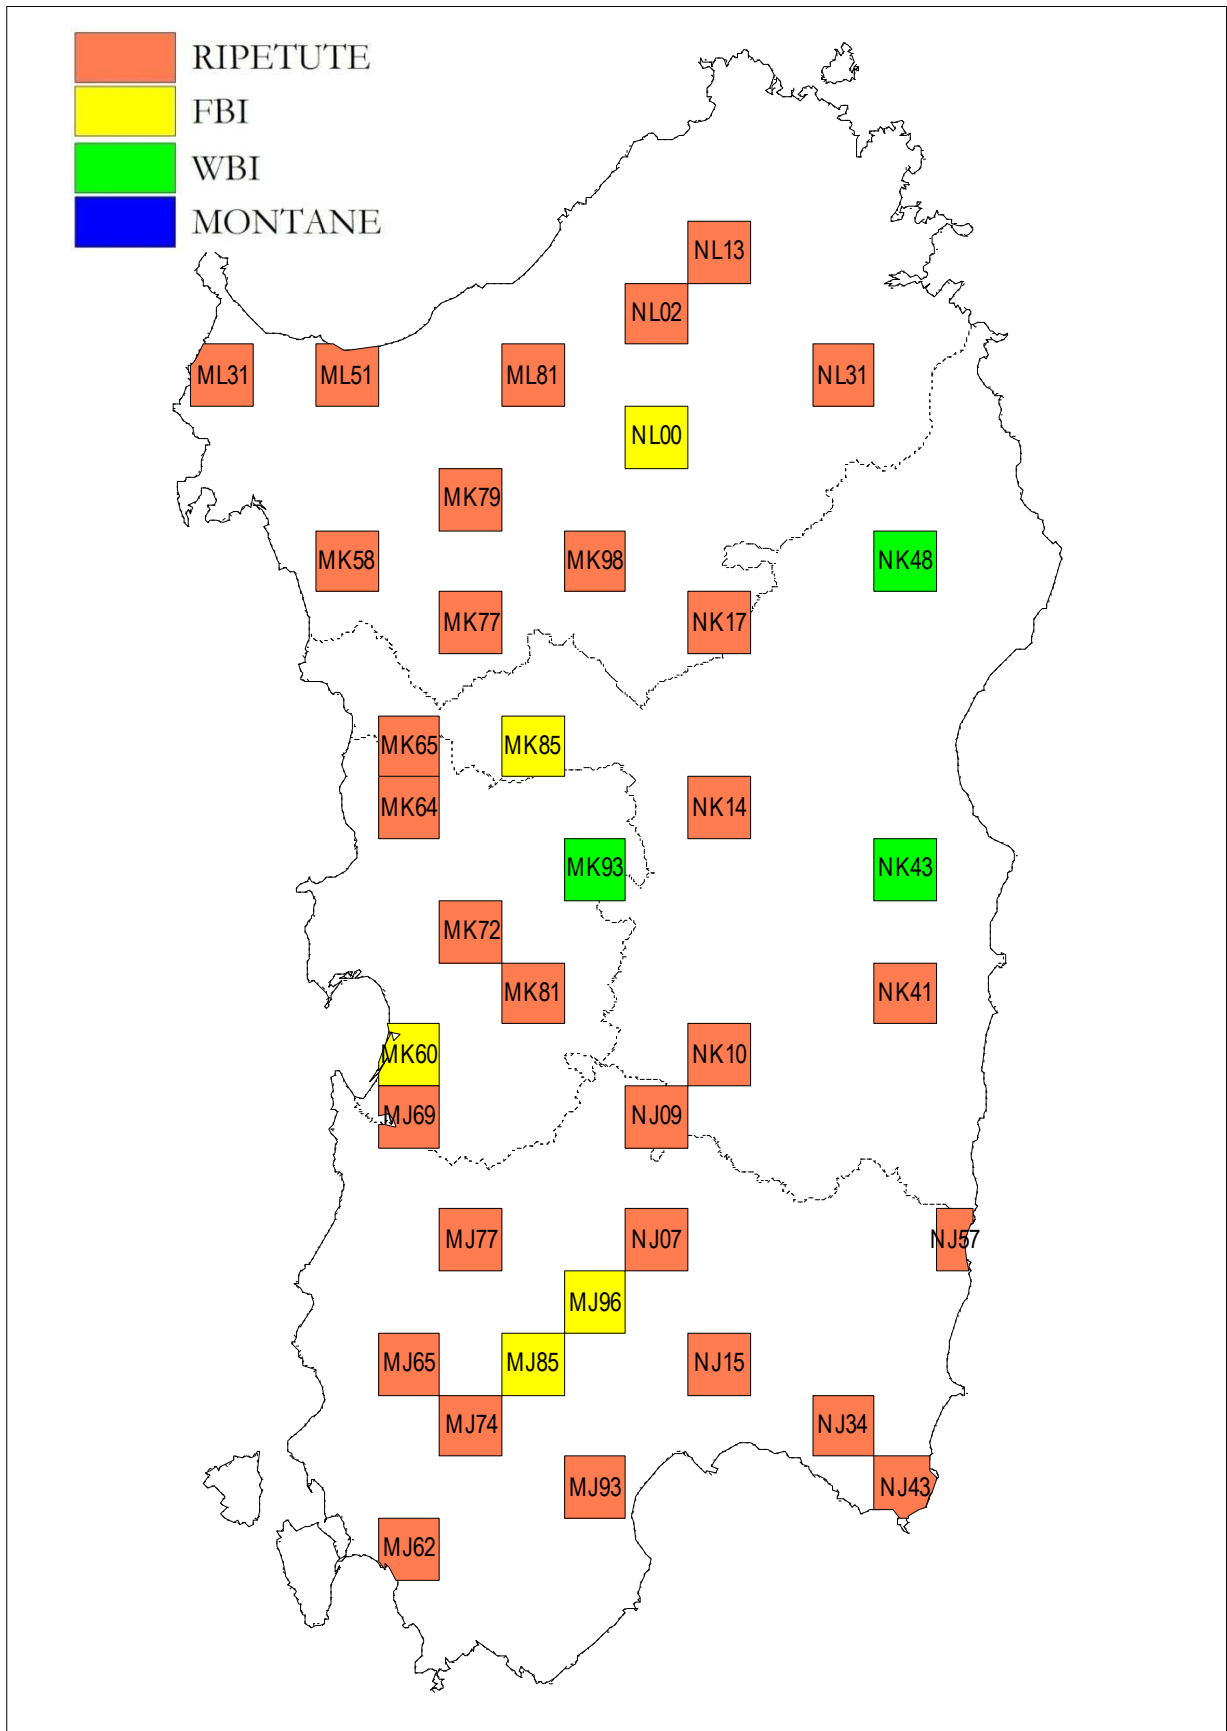 RIPETUTE
FBI
WBI
MONTANE
NL13
NL02
ML31 ML51 ML81 NL31
NL00
MK79
MK58 MK98 NK48
MK77 NK17
MK65 MK85
MK64 NK14
MK93 NK43
MK72
MK81 NK41
MK60 NK10
MJ69 NJ09
MJ77 NJ07 NJ57
MJ96
MJ65 MJ85 NJ15
MJ74 NJ34
MJ93 NJ43
MJ62